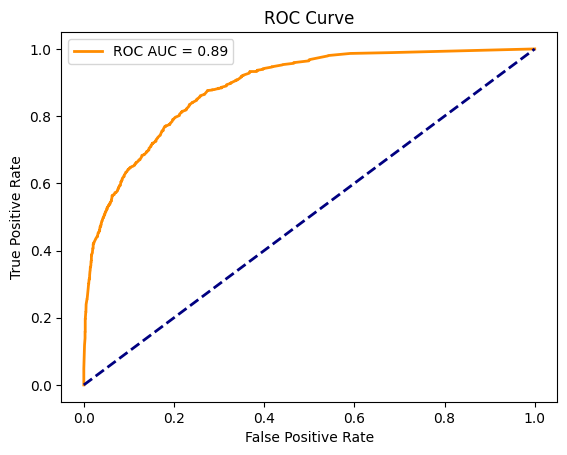 ROC Curve
ROC AUC = 0.89
True Positive Rate
1.0
0.8
0.6
0.4
0.2
0.0
0.0 0.2 0.4 0.6 0.8 1.0
False Positive Rate